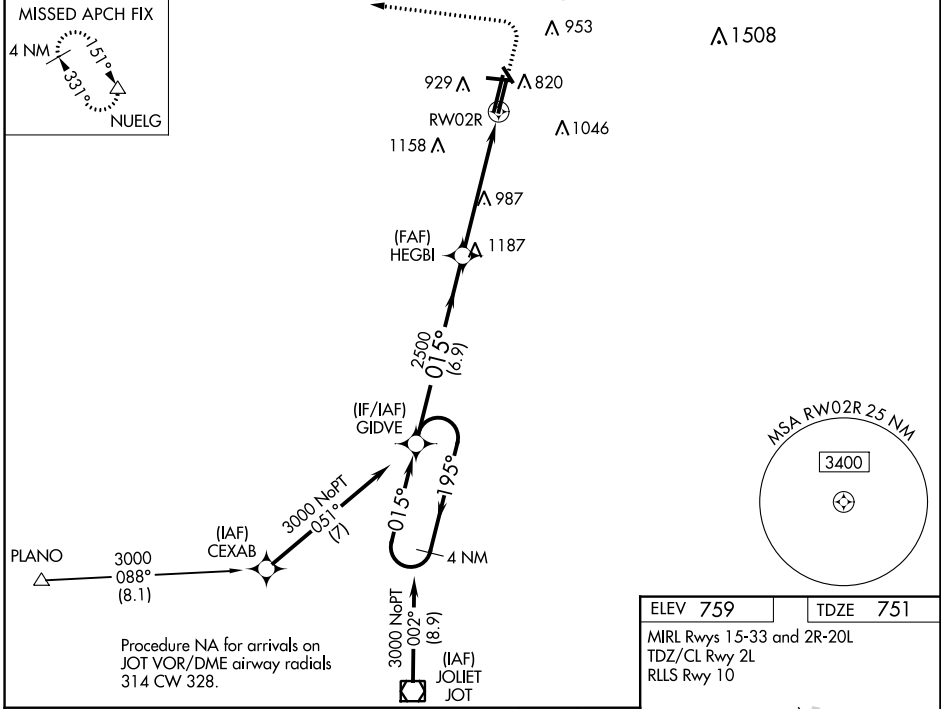 MISSED APCH FIX
4 NM
151°
331°
NUELG
953
1508
929
820
RW02R
1046
1158
987
(FAF)
HEGBI
1187
2500
015°
(6.9)
(IF/IAF)
GIDVE
015°
195°
4 NM
3000 NoPT
051°
(7)
(IAF)
CEXAB
PLANO
3000
088°
(8.1)
3000 NoPT
002°
(8.9)
(IAF)
JOLIET
JOT
Procedure NA for arrivals on
JOT VOR/DME airway radials
314 CW 328.
MSA RW02R 25 NM
3400
ELEV 759
TDZE 751
MIRL Rwys 15-33 and 2R-20L
TDZ/CL Rwy 2L
RLLS Rwy 10